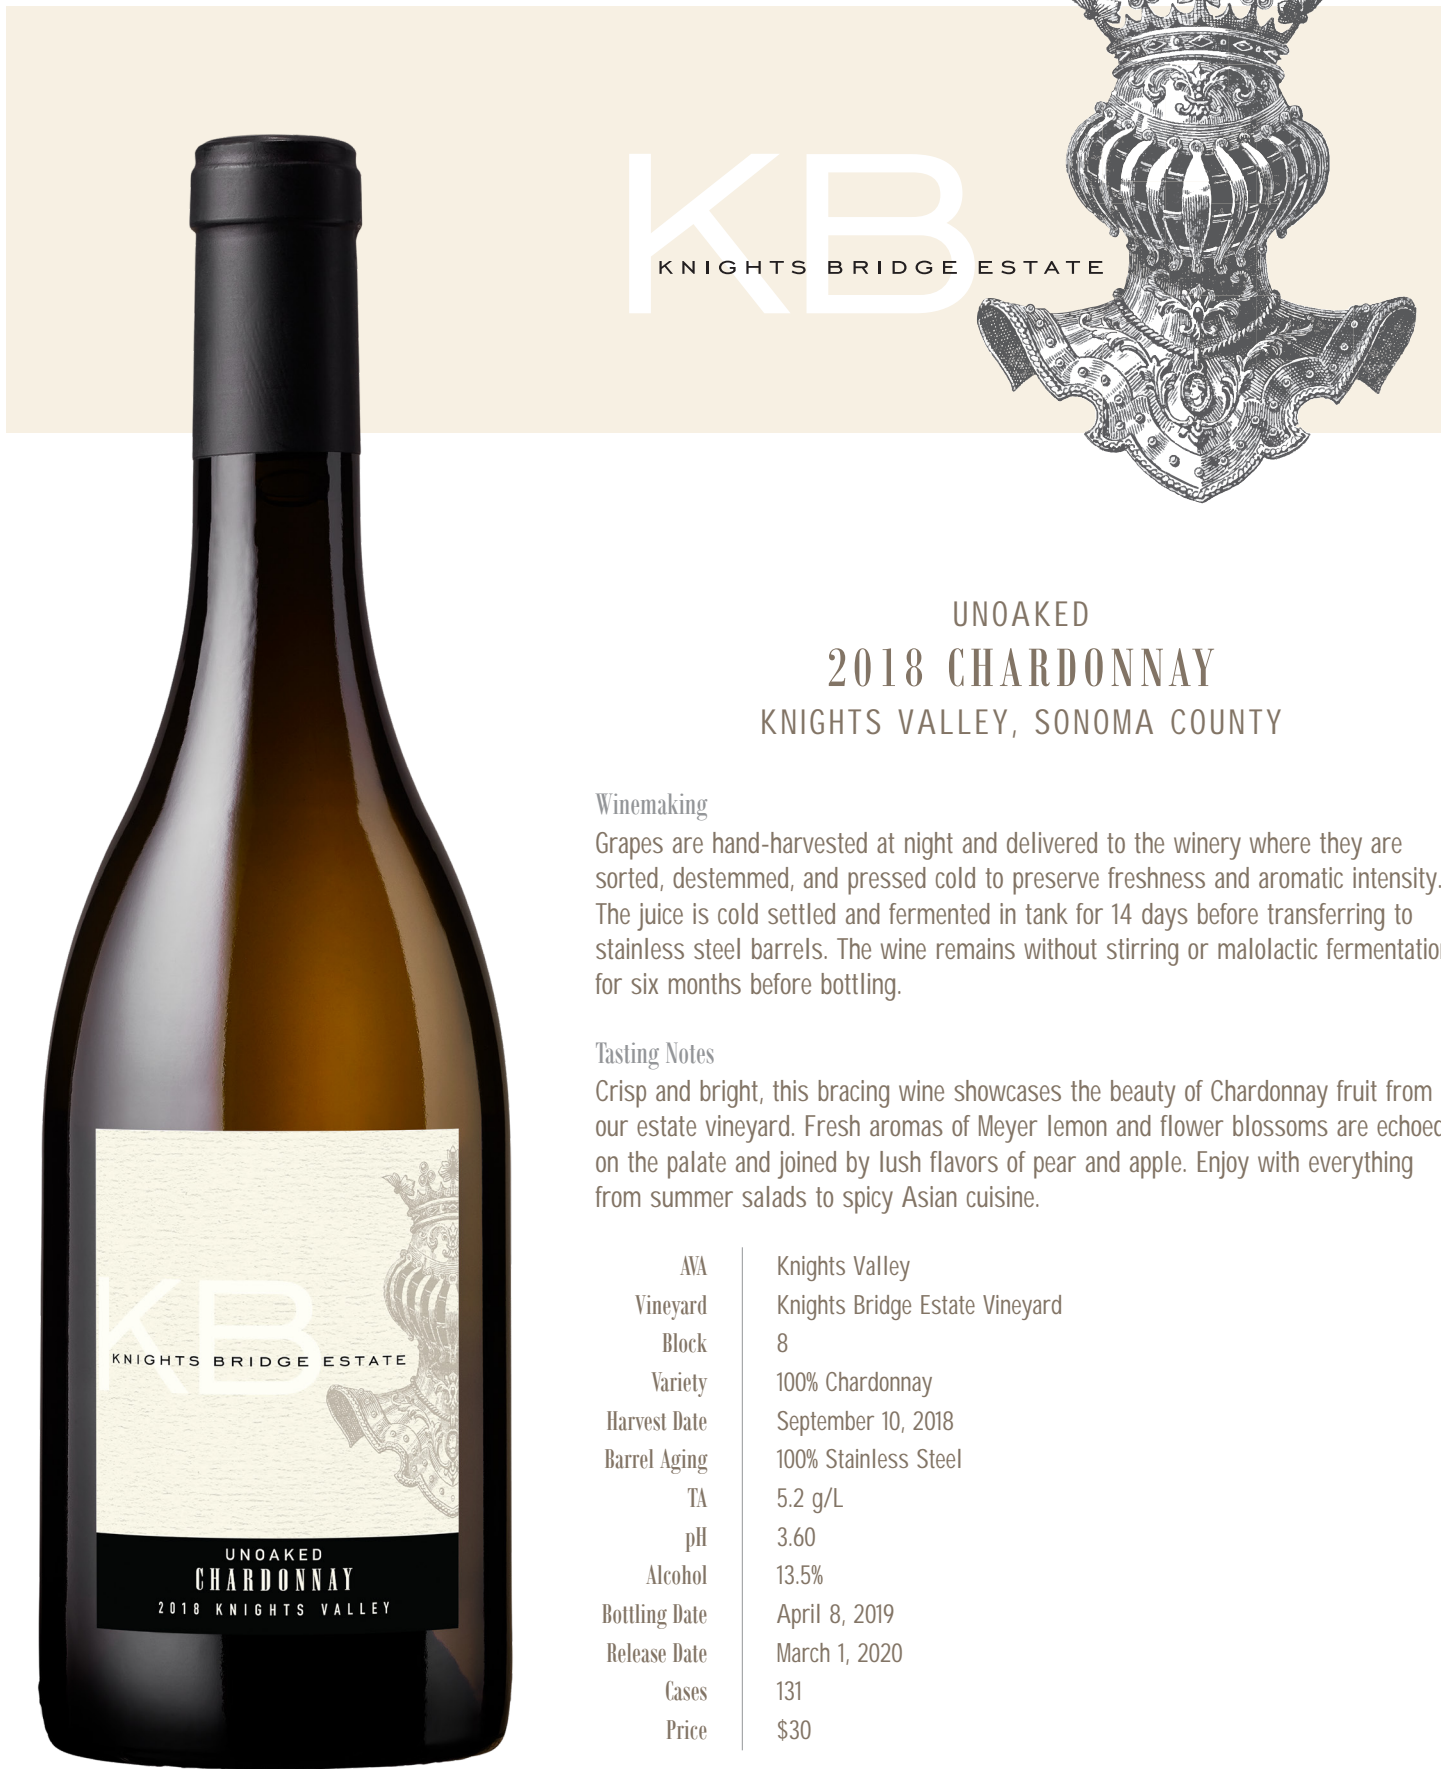 KB
KNIGHTS BRIDGE ESTATE
UNOAKED
2018 CHARDONNAY
KNIGHTS VALLEY, SONOMA COUNTY
Winemaking
Grapes are hand-harvested at night and delivered to the winery where they are
sorted, destemmed, and pressed cold to preserve freshness and aromatic intensity.
The juice is cold settled and fermented in tank for 14 days before transferring to
stainless steel barrels. The wine remains without stirring or malolactic fermentation
for six months before bottling.
Tasting Notes
Crisp and bright, this bracing wine showcases the beauty of Chardonnay fruit from
our estate vineyard. Fresh aromas of Meyer lemon and flower blossoms are echoed
on the palate and joined by lush flavors of pear and apple. Enjoy with everything
from summer salads to spicy Asian cuisine.
AVA Knights Valley
Vineyard Knights Bridge Estate Vineyard
Block 8
Variety 100% Chardonnay
Harvest Date September 10, 2018
Barrel Aging 100% Stainless Steel
TA 5.2 g/L
pH 3.60
Alcohol 13.5%
Bottling Date April 8, 2019
Release Date March 1, 2020
Cases 131
Price $30
KB
KNIGHTS BRIDGE ESTATE
UNOAKED
CHARDONNAY
2018 KNIGHTS VALLEY